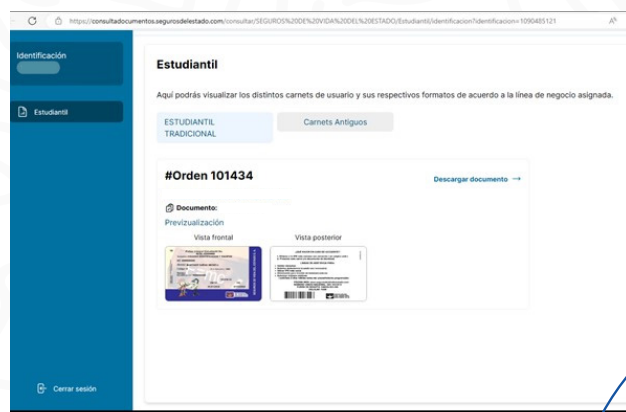 https://consultadocumentos.segurosdelestado.com/consultar/SEGUROS%20DE%20VIDA%20DEL%20ESTADO/Estudiantil/identificacion?identificacion=1090485121
Identificación
Estudiantil
Cerrar sesión
Estudiantil
Aquí podrás visualizar los distintos carnets de usuario y sus respectivos formatos de acuerdo a la línea de negocio asignada.
ESTUDIANTIL
TRADICIONAL
Carnets Antiguos
#Orden 101434
Descargar documento →
Documento:
Previzualización
Vista frontal
Vista posterior